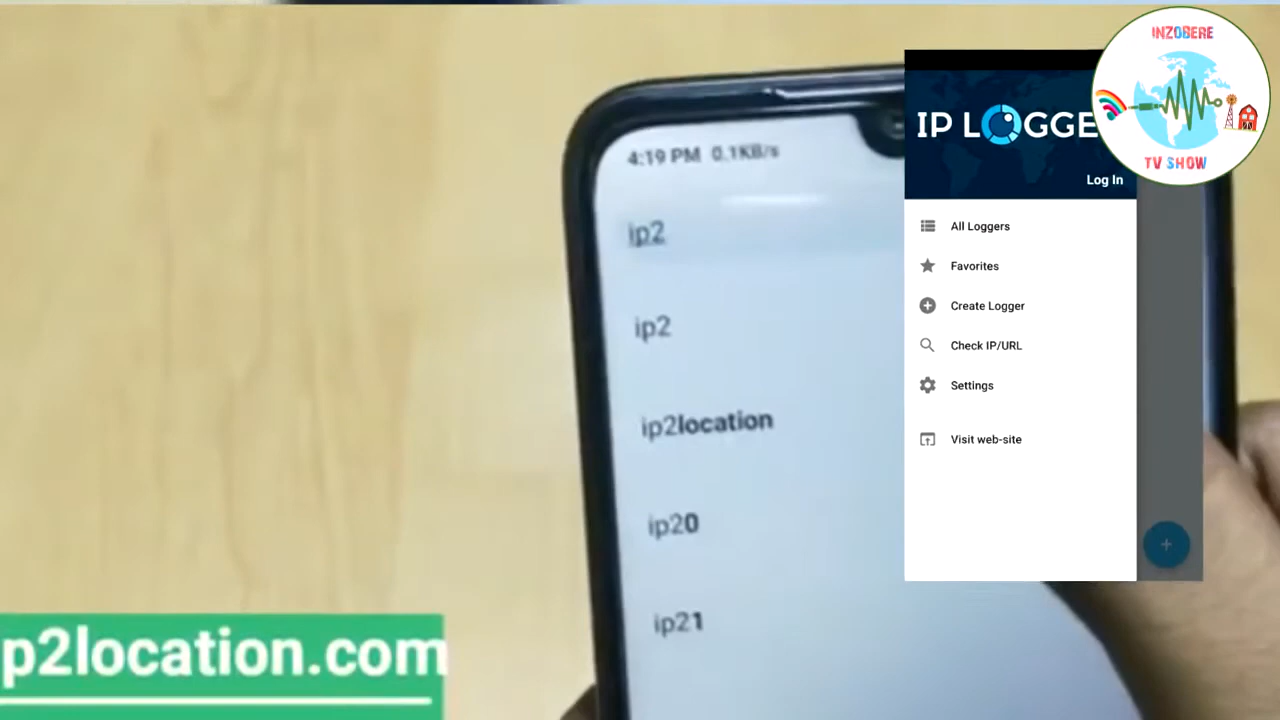 INZOBERE
TV SHOW
IP LOGGE
Log In
All Loggers
Favorites
Create Logger
Check IP/URL
Settings
Visit web-site
4:19 PM 0.1KB/s
ip2
ip2
ip2location
ip20
ip21
p2location.com